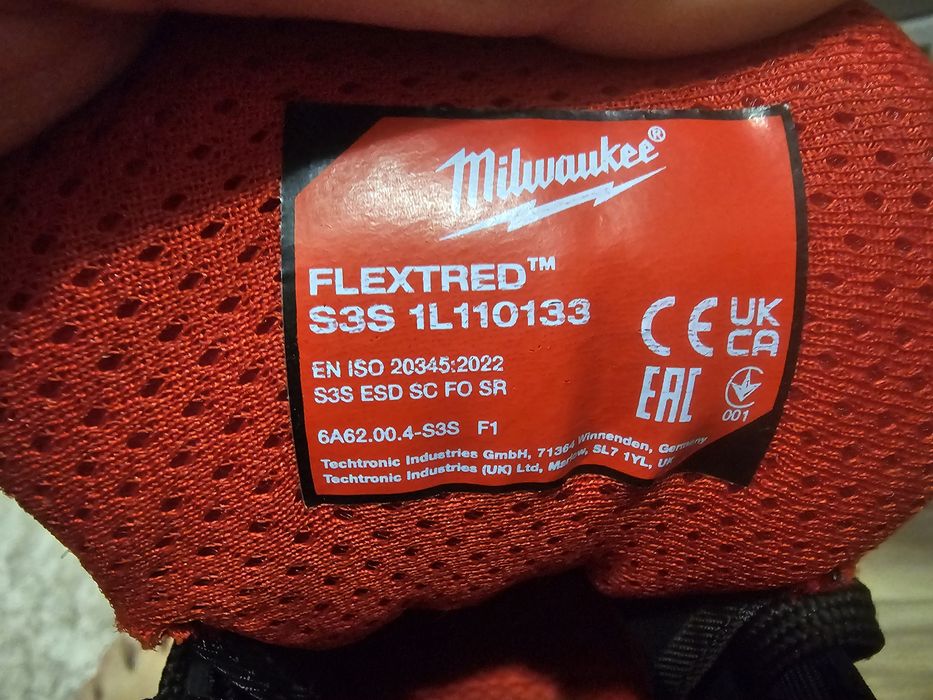 Milwaukee®
FLEXTRED™
S3S 1L110133
EN ISO 20345:2022
S3S ESD SC FO SR
6A62.00.4-S3S F1
Techtronic Industries GmbH, 71364 Winnenden, Germany
Techtronic Industries (UK) Ltd, Marlow, SL7 1YL, UK
CE
UK
CA
EAC
001